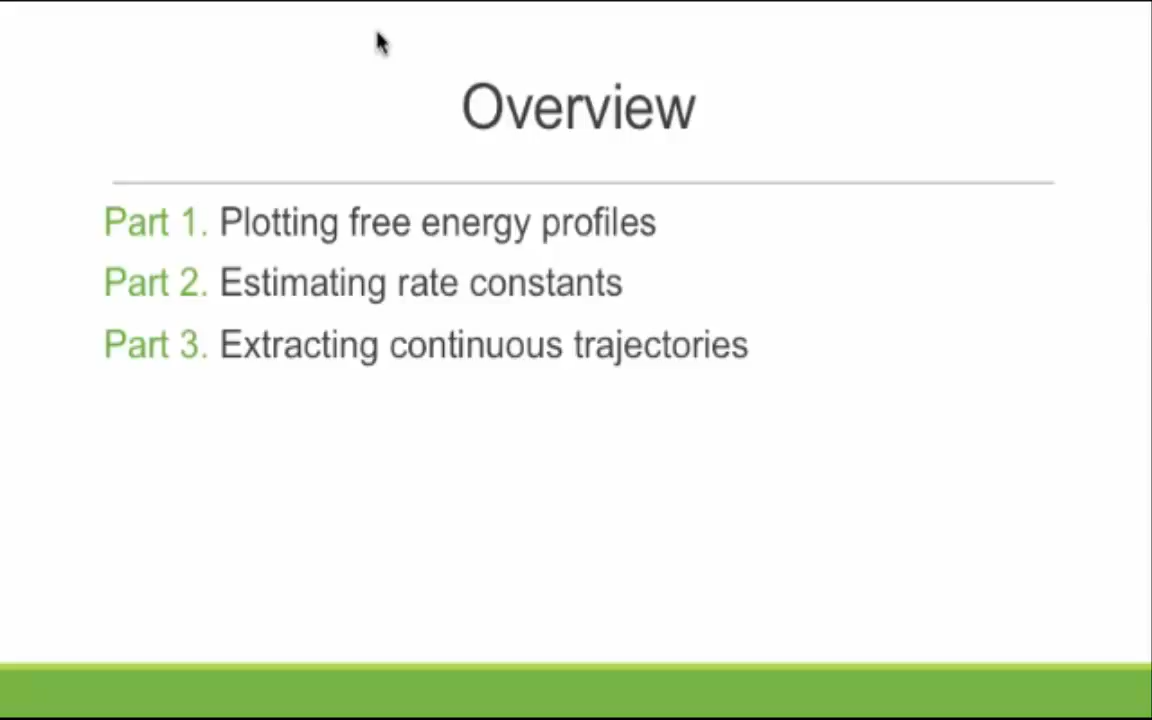 Overview
Part 1. Plotting free energy profiles
Part 2. Estimating rate constants
Part 3. Extracting continuous trajectories